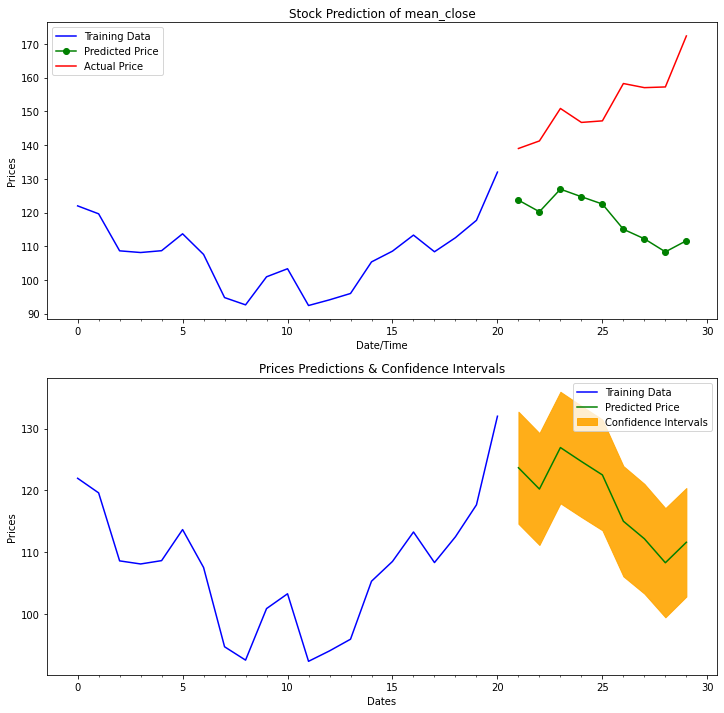 Stock Prediction of mean_close
Training Data
Predicted Price
Actual Price
Prices
170
160
150
140
130
120
110
100
90
0 5 10 15 20 25 30
Date/Time
Prices Predictions & Confidence Intervals
Training Data
Predicted Price
Confidence Intervals
Prices
130
120
110
100
0 5 10 15 20 25 30
Dates